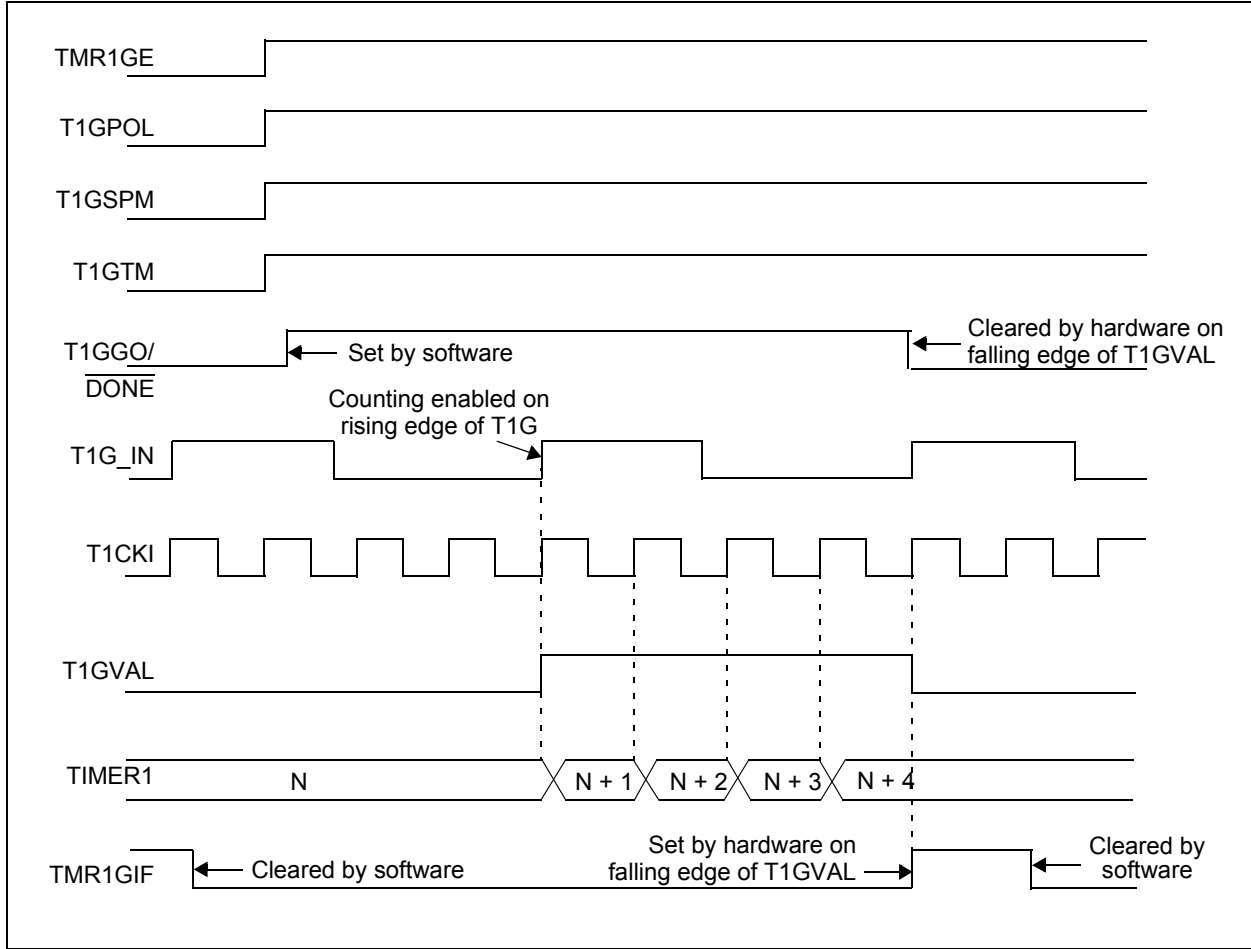 TMR1GE
T1GPOL
T1GSPM
T1GTM
T1GGO/
DONE
Set by software
Cleared by hardware on
falling edge of T1GVAL
Counting enabled on
rising edge of T1G
T1G_IN
T1CKI
T1GVAL
TIMER1
N
N + 1
N + 2
N + 3
N + 4
TMR1GIF
Cleared by software
Set by hardware on
falling edge of T1GVAL
Cleared by
software